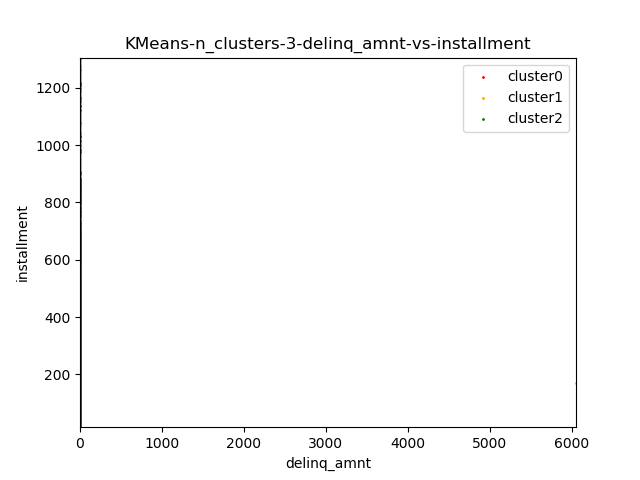 KMeans-n_clusters-3-delinq_amnt-vs-installment
cluster0
cluster1
cluster2
1200
1000
800
600
400
200
installment
0 1000 2000 3000 4000 5000 6000
delinq_amnt